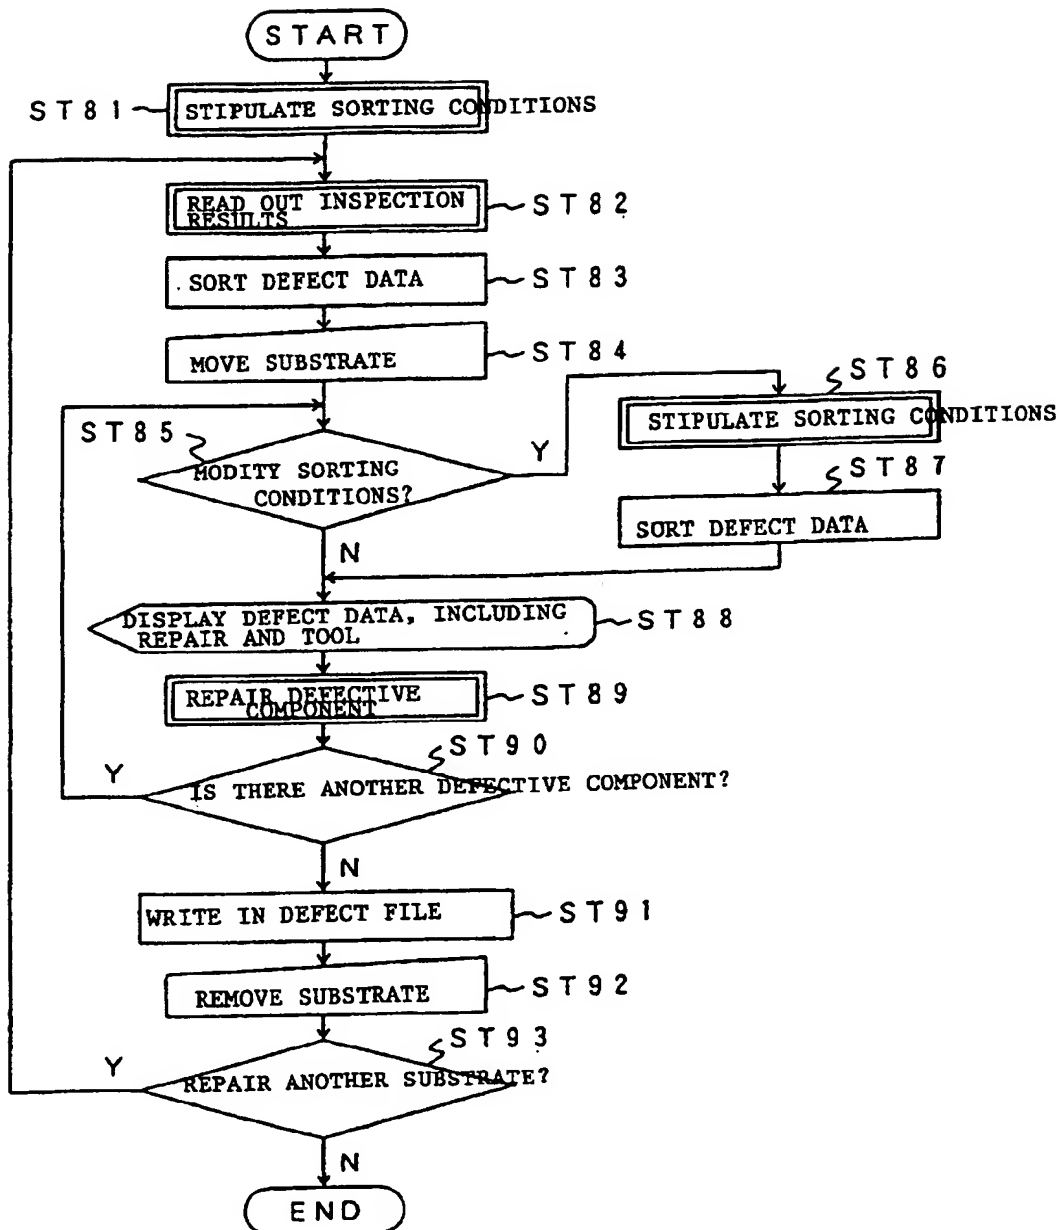 START
ST81
STIPULATE SORTING CONDITIONS
READ OUT INSPECTION
RESULTS
ST82
SORT DEFECT DATA
ST83
MOVE SUBSTRATE
ST84
ST85
MODITY SORTING
CONDITIONS?
Y
N
ST86
STIPULATE SORTING CONDITIONS
ST87
SORT DEFECT DATA
DISPLAY DEFECT DATA, INCLUDING
REPAIR AND TOOL
ST88
REPAIR DEFECTIVE
COMPONENT
ST89
ST90
Y
IS THERE ANOTHER DEFECTIVE COMPONENT?
N
WRITE IN DEFECT FILE
ST91
REMOVE SUBSTRATE
ST92
ST93
Y
REPAIR ANOTHER SUBSTRATE?
N
END